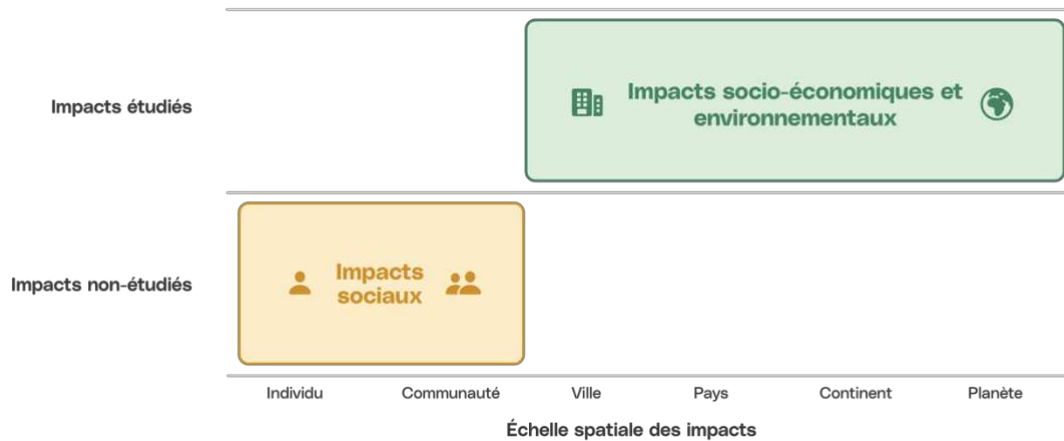 Impacts étudiés
Impacts socio-économiques et
environnementaux
Impacts non-étudiés
Impacts
sociaux
Individu Communauté Ville Pays Continent Planète
Échelle spatiale des impacts